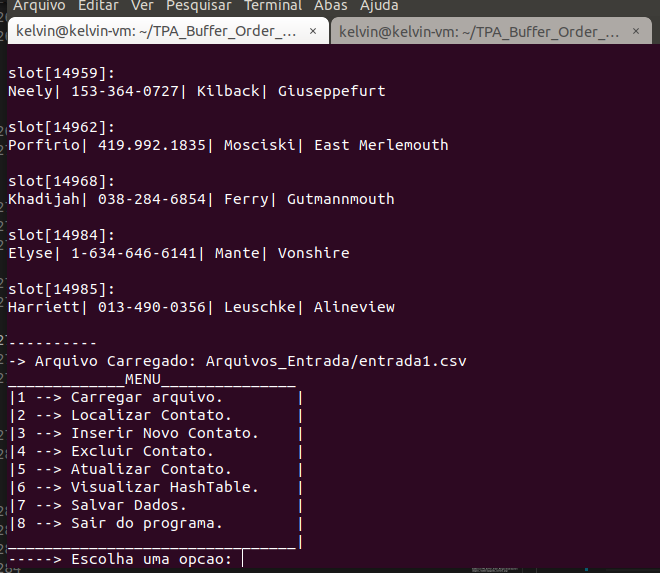 Arquivo Editar Ver Pesquisar Terminal Abas Ajuda
kelvin@kelvin-vm: ~/TPA_Buffer_Order_... × kelvin@kelvin-vm: ~/TPA_Buffer_Order_... ×
slot[14959]:
Neely| 153-364-0727| Kilback| Giuseppefurt
slot[14962]:
Porfirio| 419.992.1835| Mosciski| East Merlemouth
slot[14968]:
Khadijah| 038-284-6854| Ferry| Gutmannmouth
slot[14984]:
Elyse| 1-634-646-6141| Mante| Vonshire
slot[14985]:
Harriett| 013-490-0356| Leuschke| Alineview
----------
-> Arquivo Carregado: Arquivos_Entrada/entrada1.csv
_____________MENU_______________
|1 --> Carregar arquivo.        |
|2 --> Localizar Contato.       |
|3 --> Inserir Novo Contato.    |
|4 --> Excluir Contato.         |
|5 --> Atualizar Contato.       |
|6 --> Visualizar HashTable.    |
|7 --> Salvar Dados.            |
|8 --> Sair do programa.        |
________________________________|
-----> Escolha uma opcao: